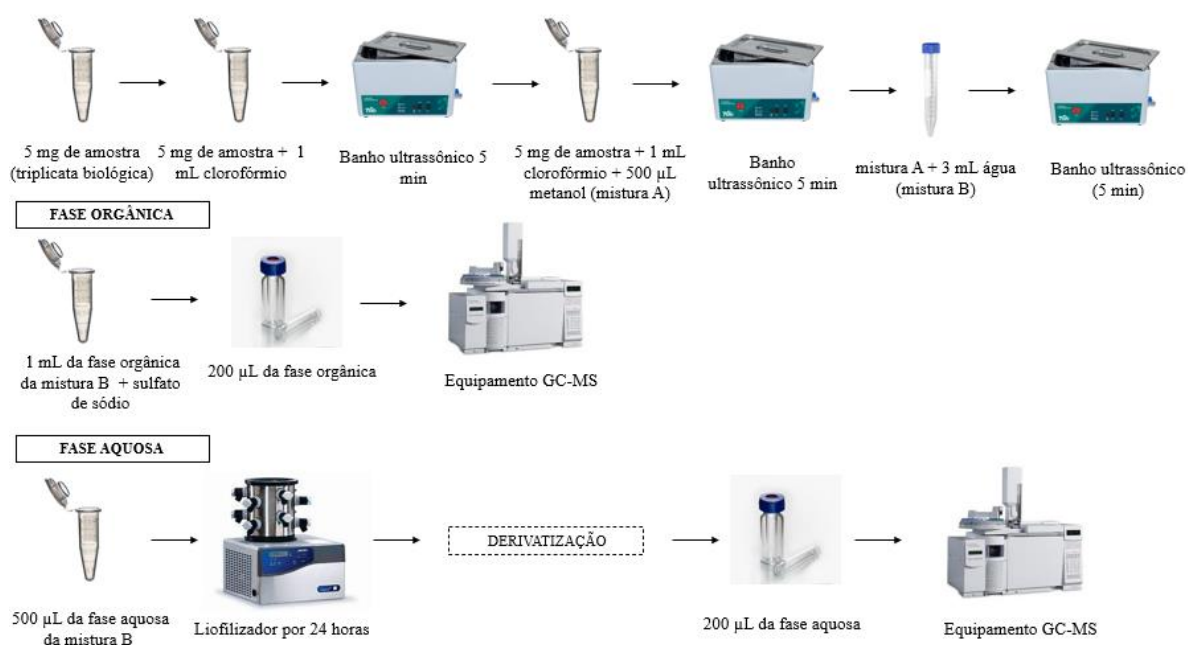 5 mg de amostra
(triplicata biológica)
5 mg de amostra + 1
mL clorofórmio
Banho ultrassônico 5
min
5 mg de amostra + 1 mL
clorofórmio + 500 µL
metanol (mistura A)
Banho
ultrassônico 5 min
mistura A + 3 mL água
(mistura B)
Banho ultrassônico
(5 min)
FASE ORGÂNICA
1 mL da fase orgânica
da mistura B + sulfato
de sódio
200 µL da fase orgânica
Equipamento GC-MS
FASE AQUOSA
500 µL da fase aquosa
da mistura B
Liofilizador por 24 horas
DERIVATIZAÇÃO
200 µL da fase aquosa
Equipamento GC-MS